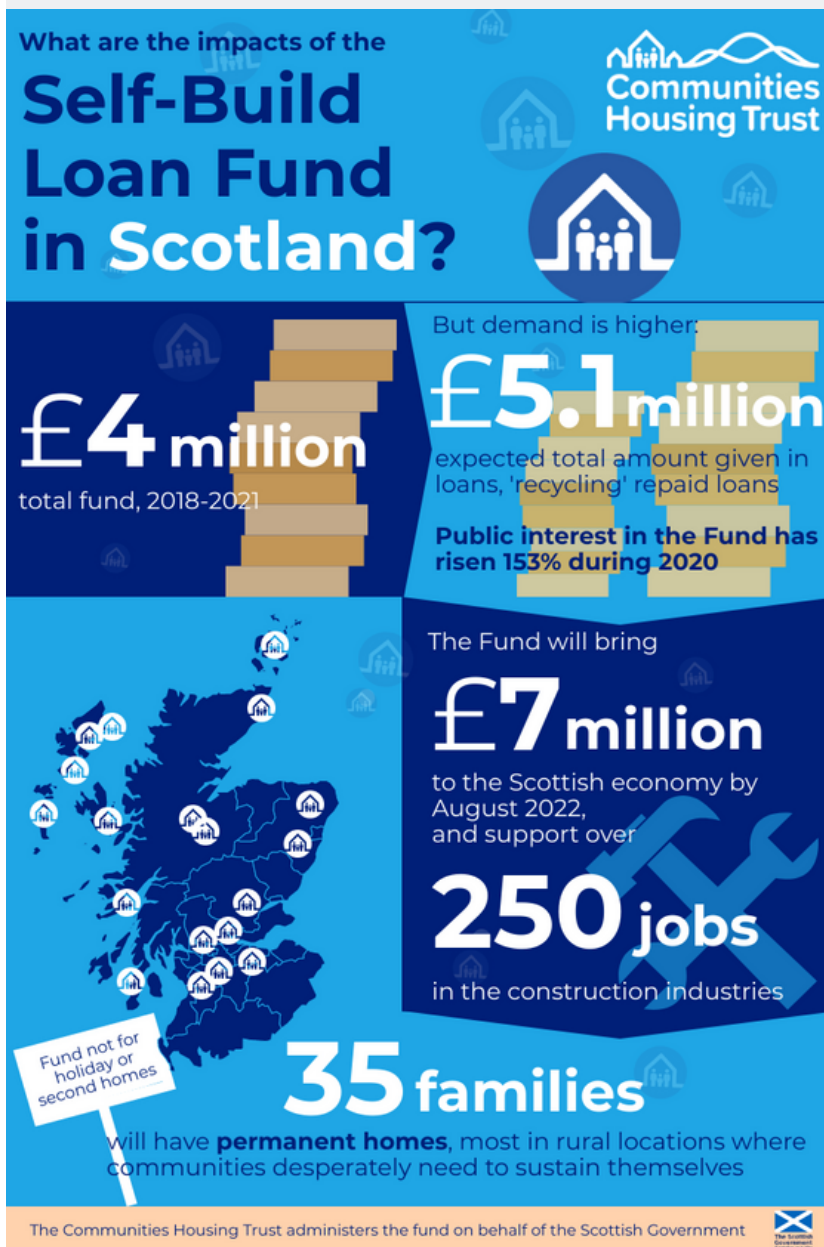 What are the impacts of the
Self-Build
Loan Fund
in Scotland?
Communities
Housing Trust
£4 million
total fund, 2018-2021
But demand is higher:
£5.1 million
expected total amount given in
loans, 'recycling' repaid loans
Public interest in the Fund has
risen 153% during 2020
The Fund will bring
£7 million
to the Scottish economy by
August 2022,
and support over
250 jobs
in the construction industries
Fund not for
holiday or
second homes
35 families
will have permanent homes, most in rural locations where
communities desperately need to sustain themselves
The Communities Housing Trust administers the fund on behalf of the Scottish Government
The Scottish
Government